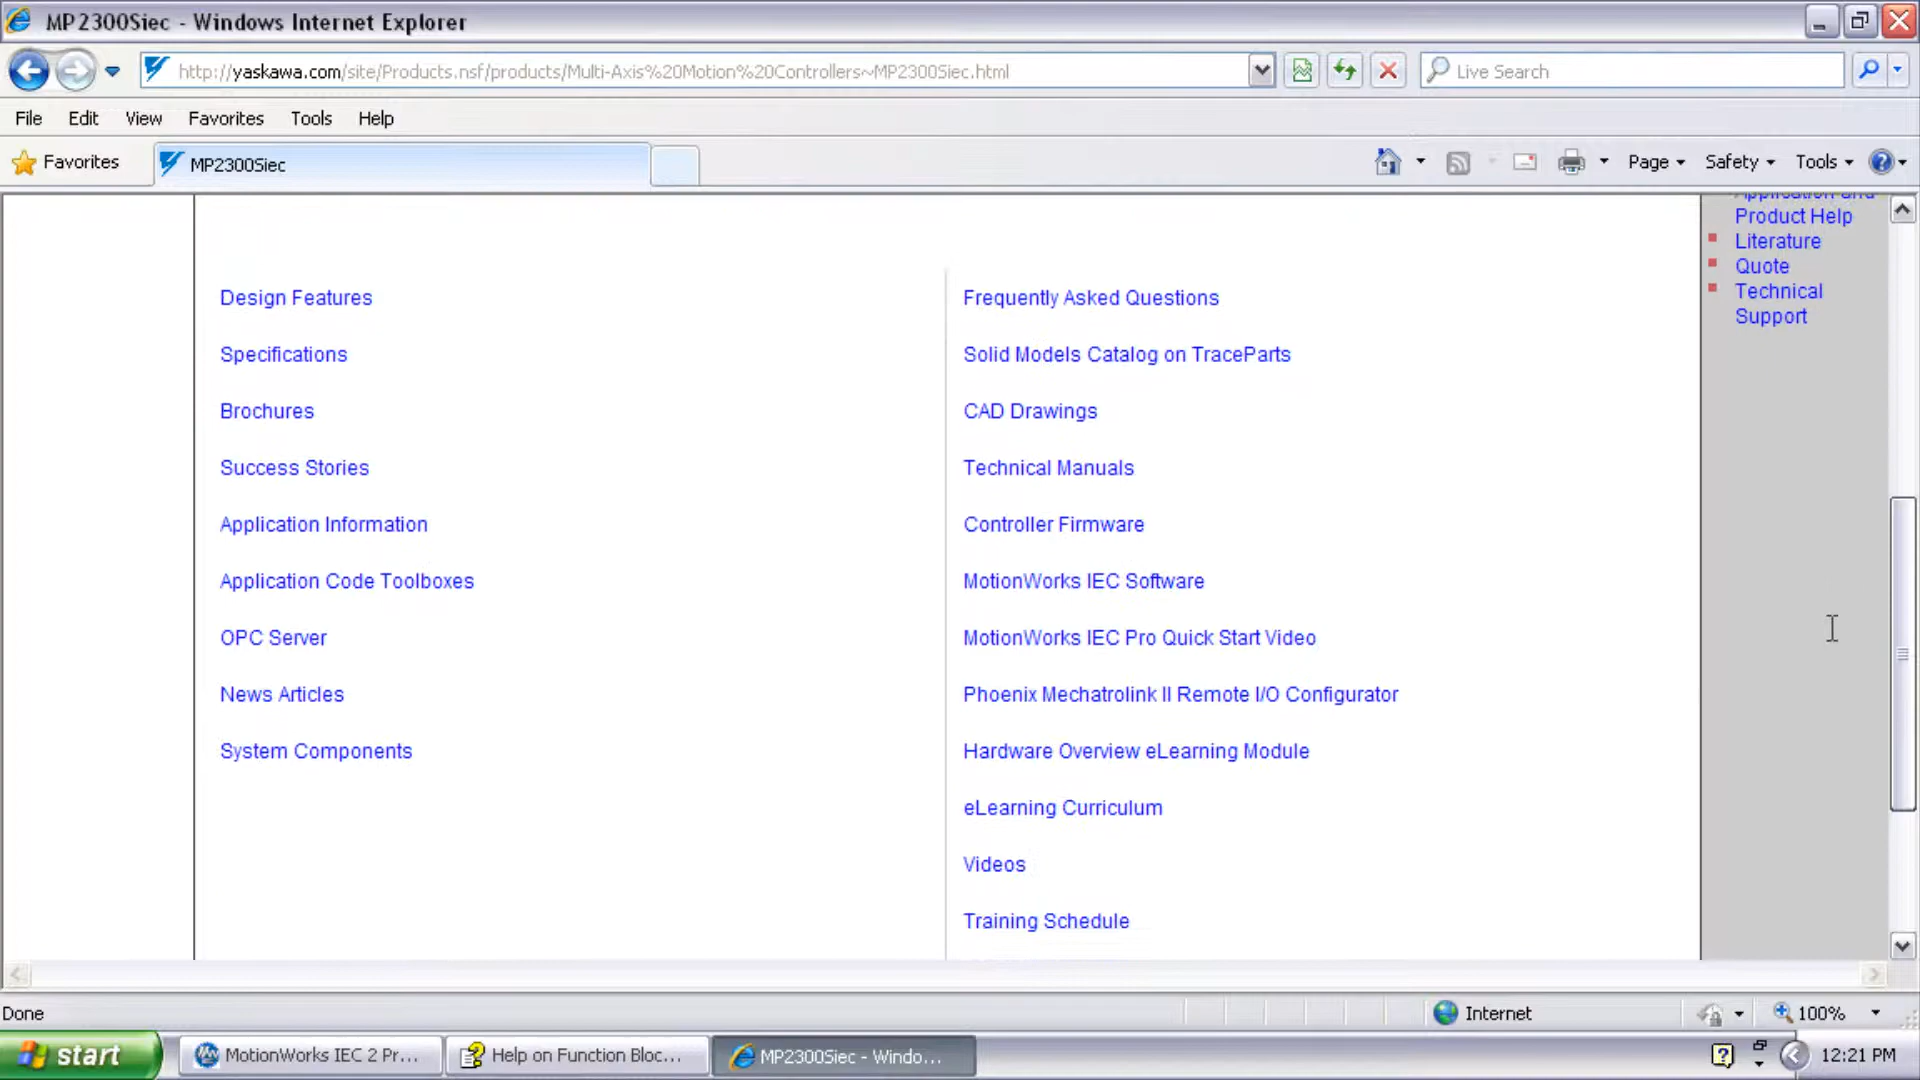 MP2300Siec - Windows Internet Explorer
http://yaskawa.com/site/Products.nsf/products/Multi-Axis%20Motion%20Controllers~MP2300Siec.html
Live Search
File Edit View Favorites Tools Help
Favorites
MP2300Siec
Page Safety Tools
Application and
Product Help
Literature
Quote
Technical
Support
Design Features
Specifications
Brochures
Success Stories
Application Information
Application Code Toolboxes
OPC Server
News Articles
System Components
Frequently Asked Questions
Solid Models Catalog on TraceParts
CAD Drawings
Technical Manuals
Controller Firmware
MotionWorks IEC Software
MotionWorks IEC Pro Quick Start Video
Phoenix Mechatrolink II Remote I/O Configurator
Hardware Overview eLearning Module
eLearning Curriculum
Videos
Training Schedule
Done
Internet
100%
start
MotionWorks IEC 2 Pr...
Help on Function Bloc...
MP2300Siec - Windo...
12:21 PM